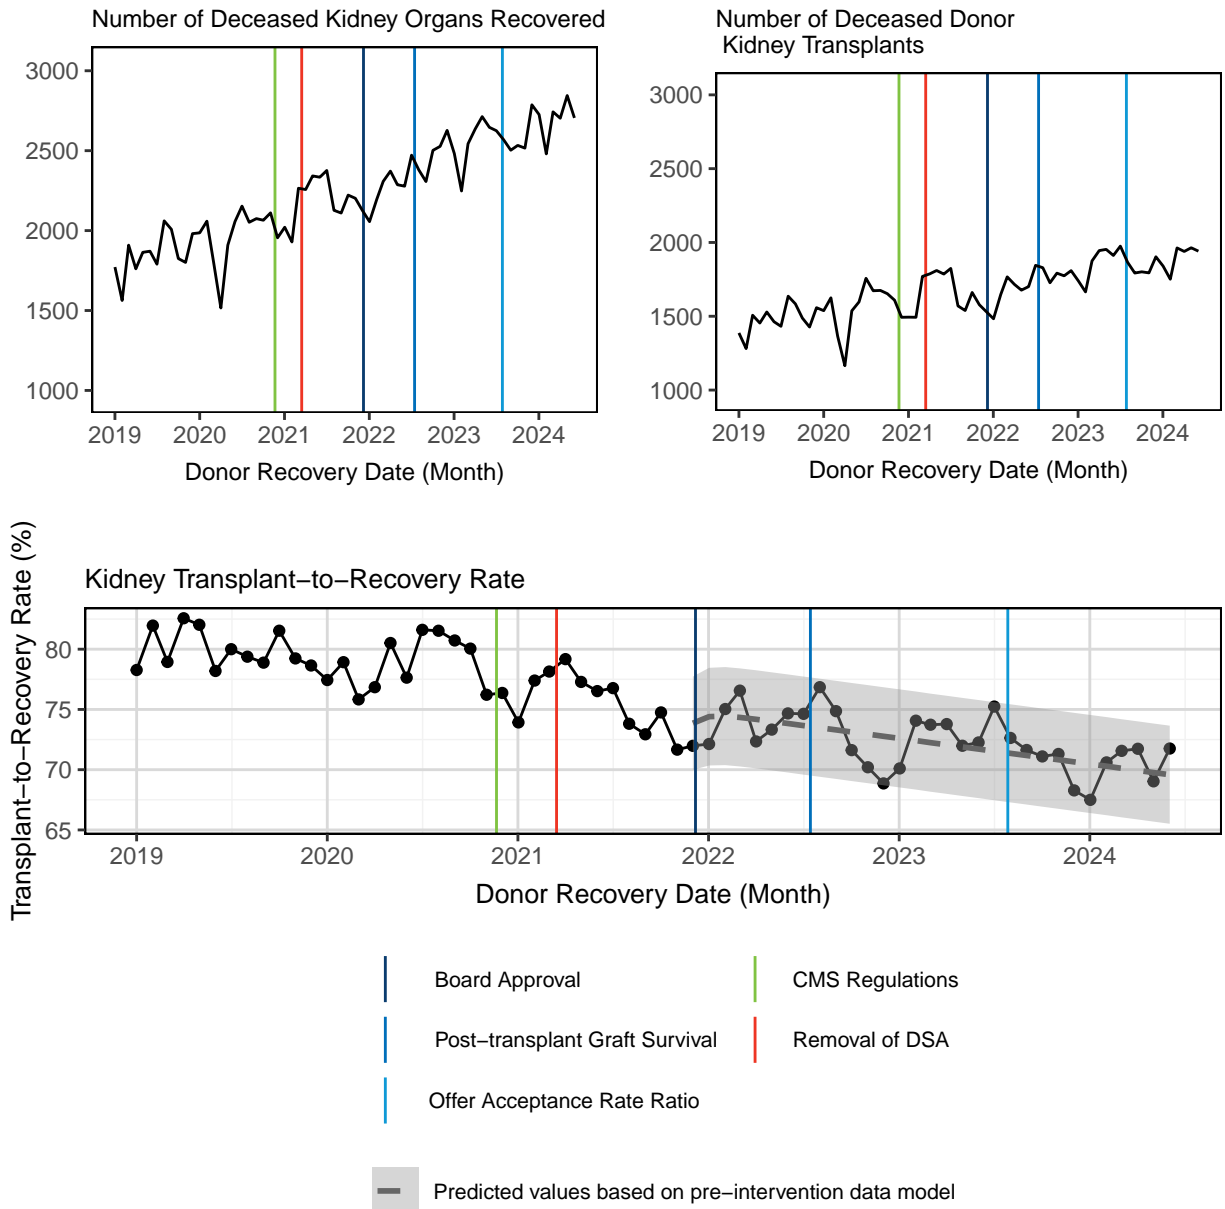 Number of Deceased Kidney Organs Recovered
3000
2500
2000
1500
1000
2019 2020 2021 2022 2023 2024
Donor Recovery Date (Month)
Number of Deceased Donor
Kidney Transplants
3000
2500
2000
1500
1000
2019 2020 2021 2022 2023 2024
Donor Recovery Date (Month)
Kidney Transplant−to−Recovery Rate
Transplant−to−Recovery Rate (%)
80
75
70
65
2019 2020 2021 2022 2023 2024
Donor Recovery Date (Month)
Board Approval
CMS Regulations
Post−transplant Graft Survival
Removal of DSA
Offer Acceptance Rate Ratio
Predicted values based on pre−intervention data model